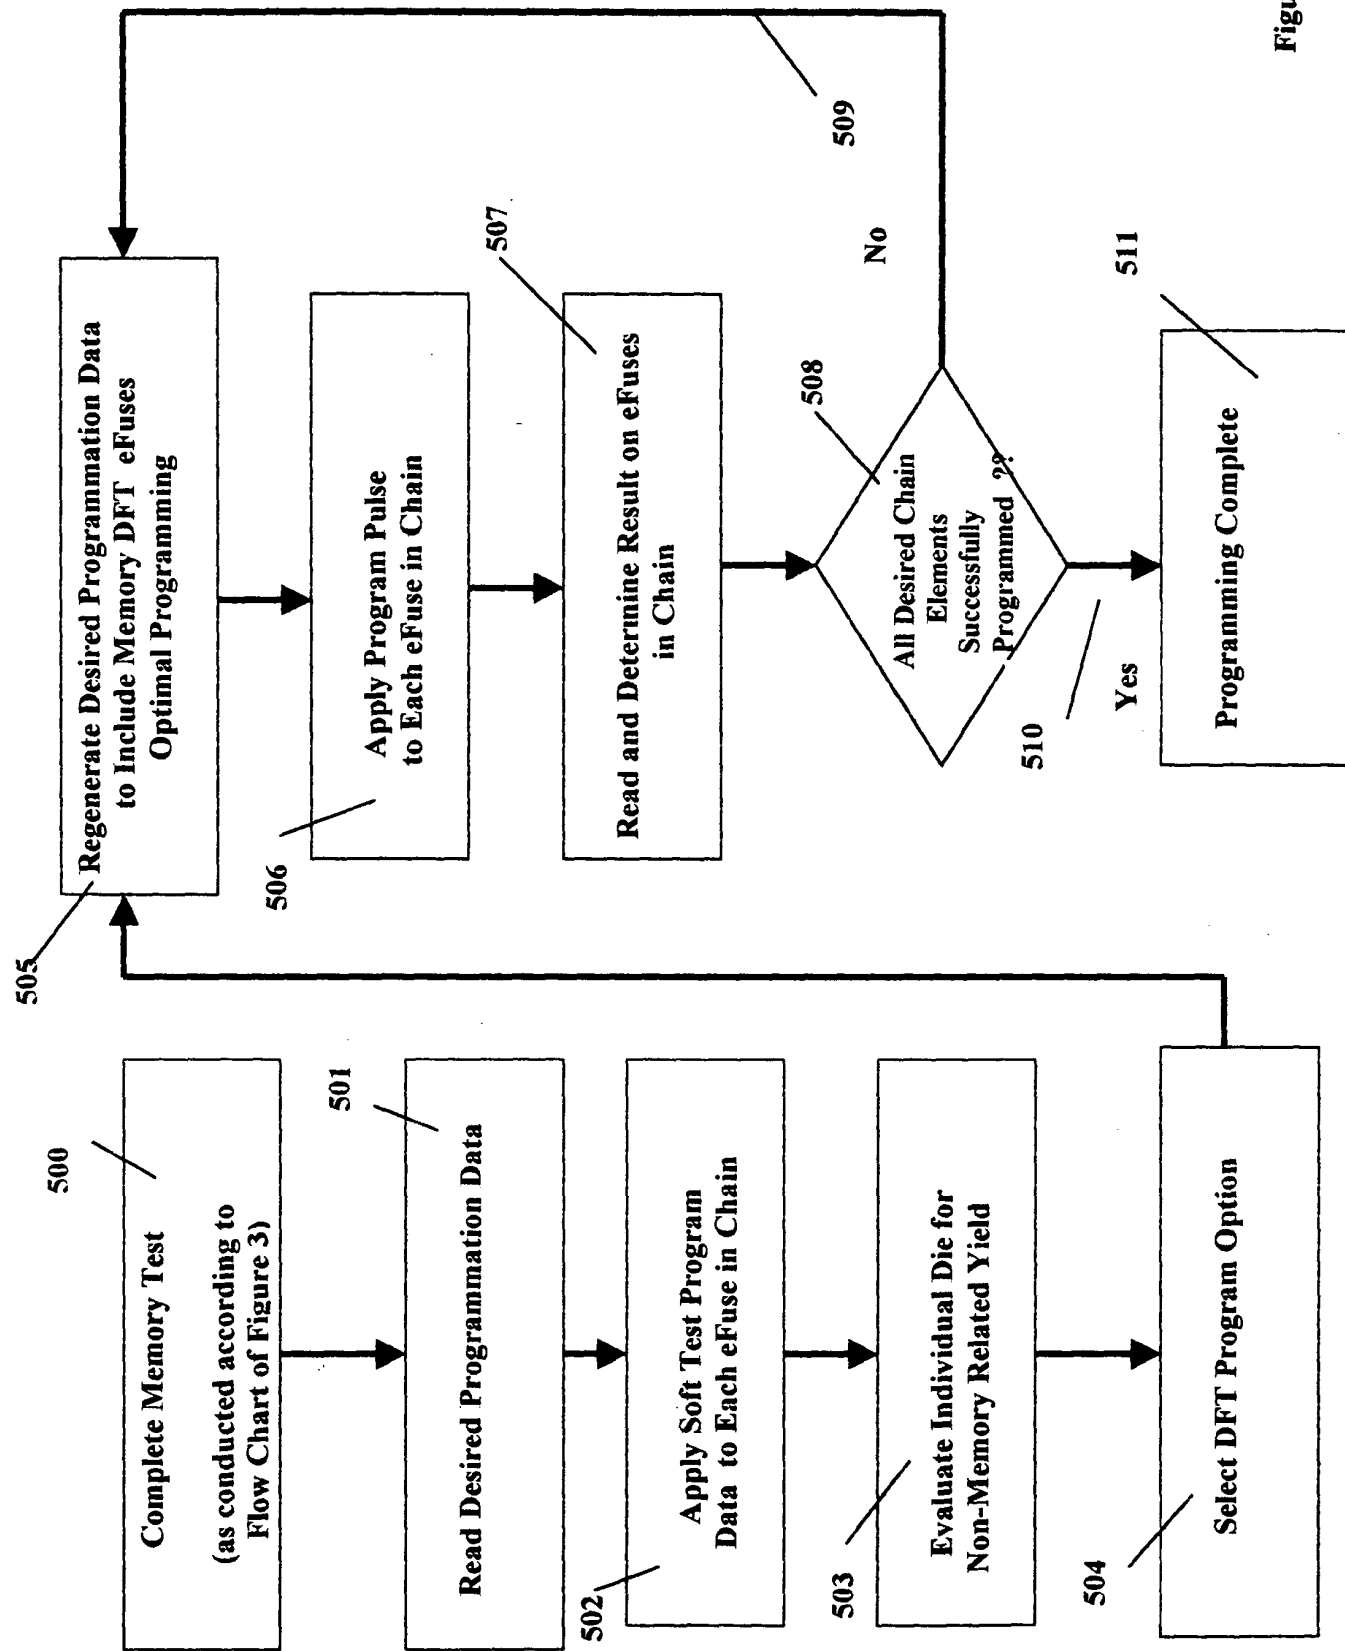 500
Complete Memory Test
(as conducted according to
Flow Chart of Figure 3)
501
Read Desired Programmation Data
502
Apply Soft Test Program
Data to Each eFuse in Chain
503
Evaluate Individual Die for
Non-Memory Related Yield
504
Select DFT Program Option
505
Regenerate Desired Programmation Data
to Include Memory DFT eFuses
Optimal Programming
506
Apply Program Pulse
to Each eFuse in Chain
507
Read and Determine Result on eFuses
in Chain
508
All Desired Chain
Elements
Successfully
Programmed ??
No
509
510
Yes
511
Programming Complete